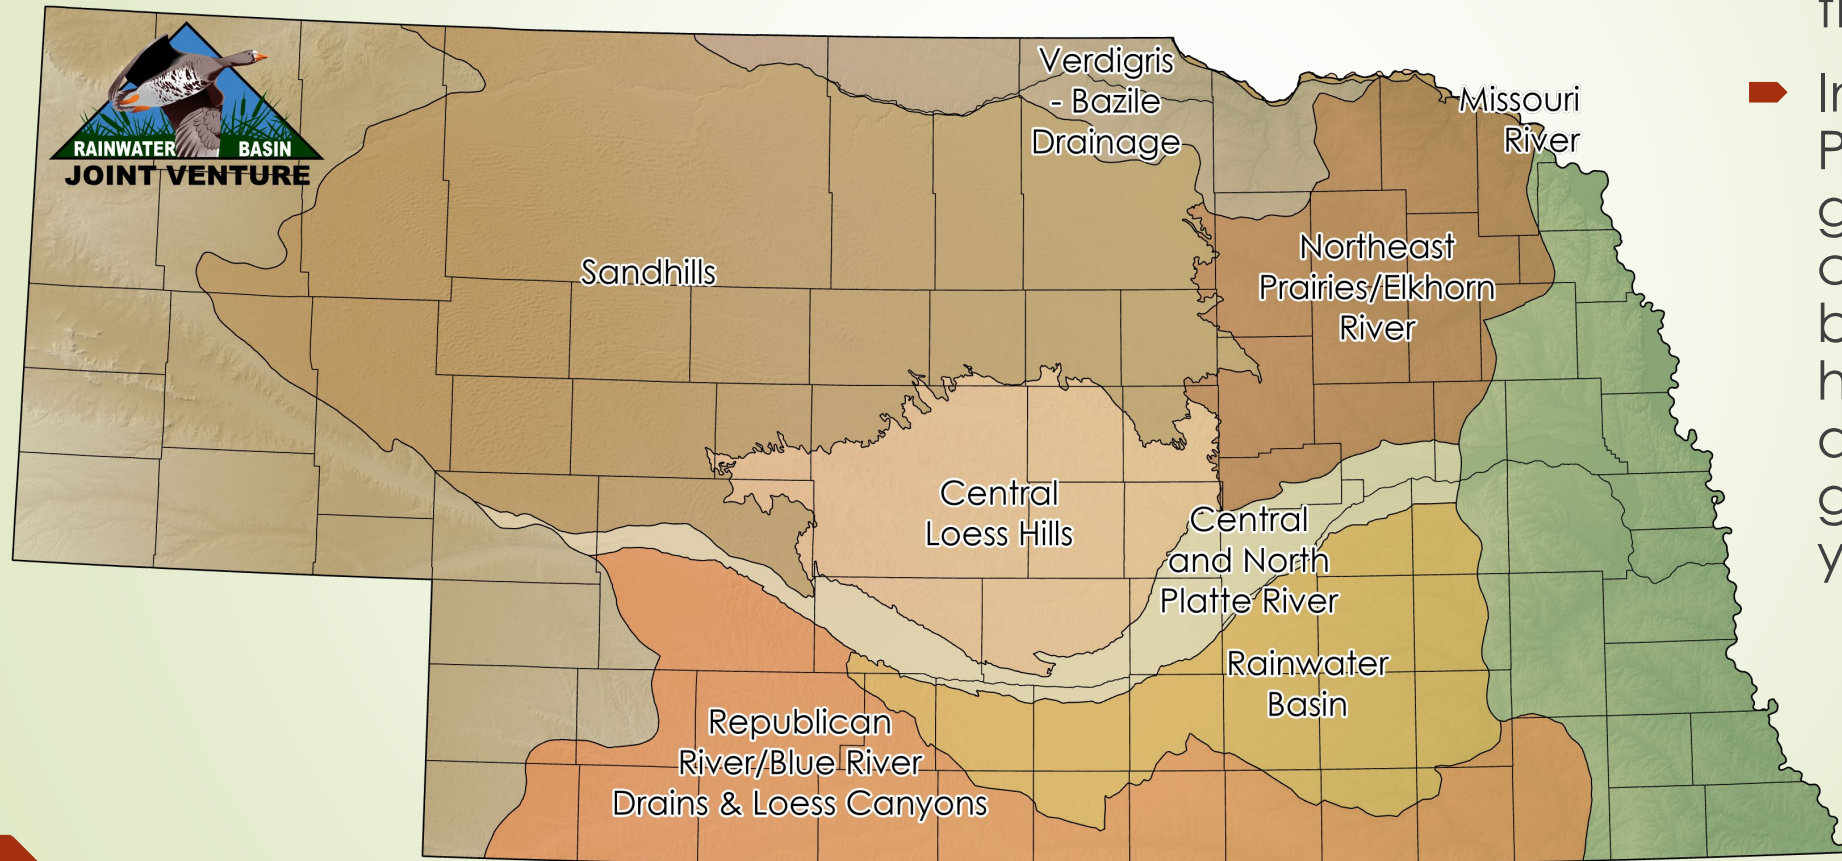 RAINWATER BASIN
JOINT VENTURE
Verdigris
- Bazile
Drainage
Missouri
River
Sandhills
Northeast
Prairies/Elkhorn
River
Central
Loess Hills
Central
and North
Platte River
Rainwater
Basin
Republican
River/Blue River
Drains & Loess Canyons